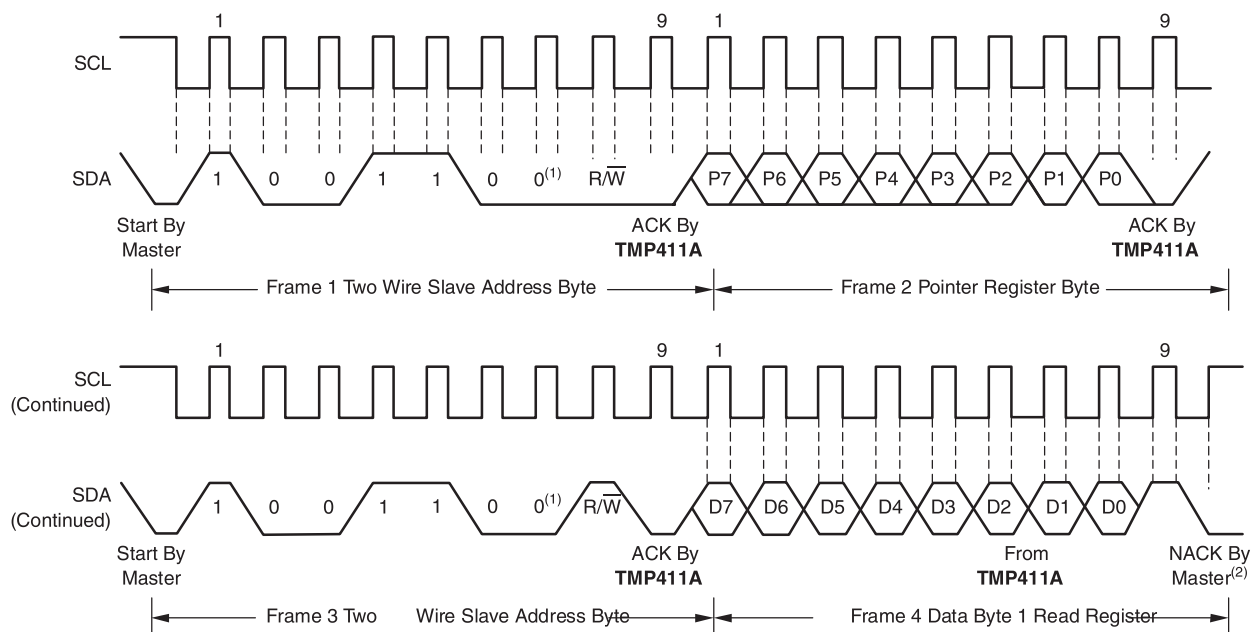 1 9 1 9
SCL
SDA 1 0 0 1 1 0 0(1) R/W̅ P7 P6 P5 P4 P3 P2 P1 P0
Start By ACK By ACK By
Master TMP411A TMP411A
Frame 1 Two Wire Slave Address Byte Frame 2 Pointer Register Byte
1 9 1 9
SCL
(Continued)
SDA
(Continued) 1 0 0 1 1 0 0(1) R/W̅ D7 D6 D5 D4 D3 D2 D1 D0
Start By ACK By From NACK By
Master TMP411A TMP411A Master(2)
Frame 3 Two Wire Slave Address Byte Frame 4 Data Byte 1 Read Register